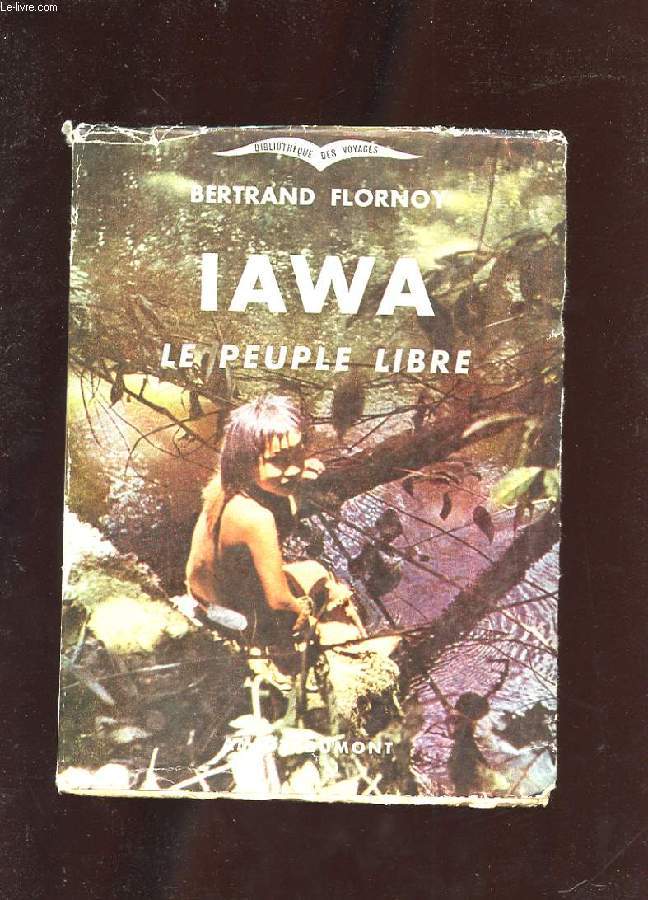 Le-livre.com
BIBLIOTHEQUE DES VOYAGES
BERTRAND FLORNOY
IAWA
LE PEUPLE LIBRE